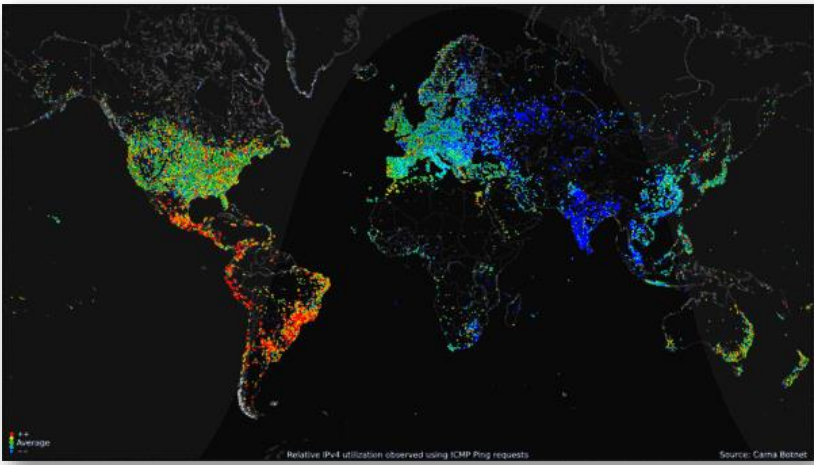 ++
Average
--
Relative IPv4 utilization observed using ICMP Ping requests
Source: Carna Botnet